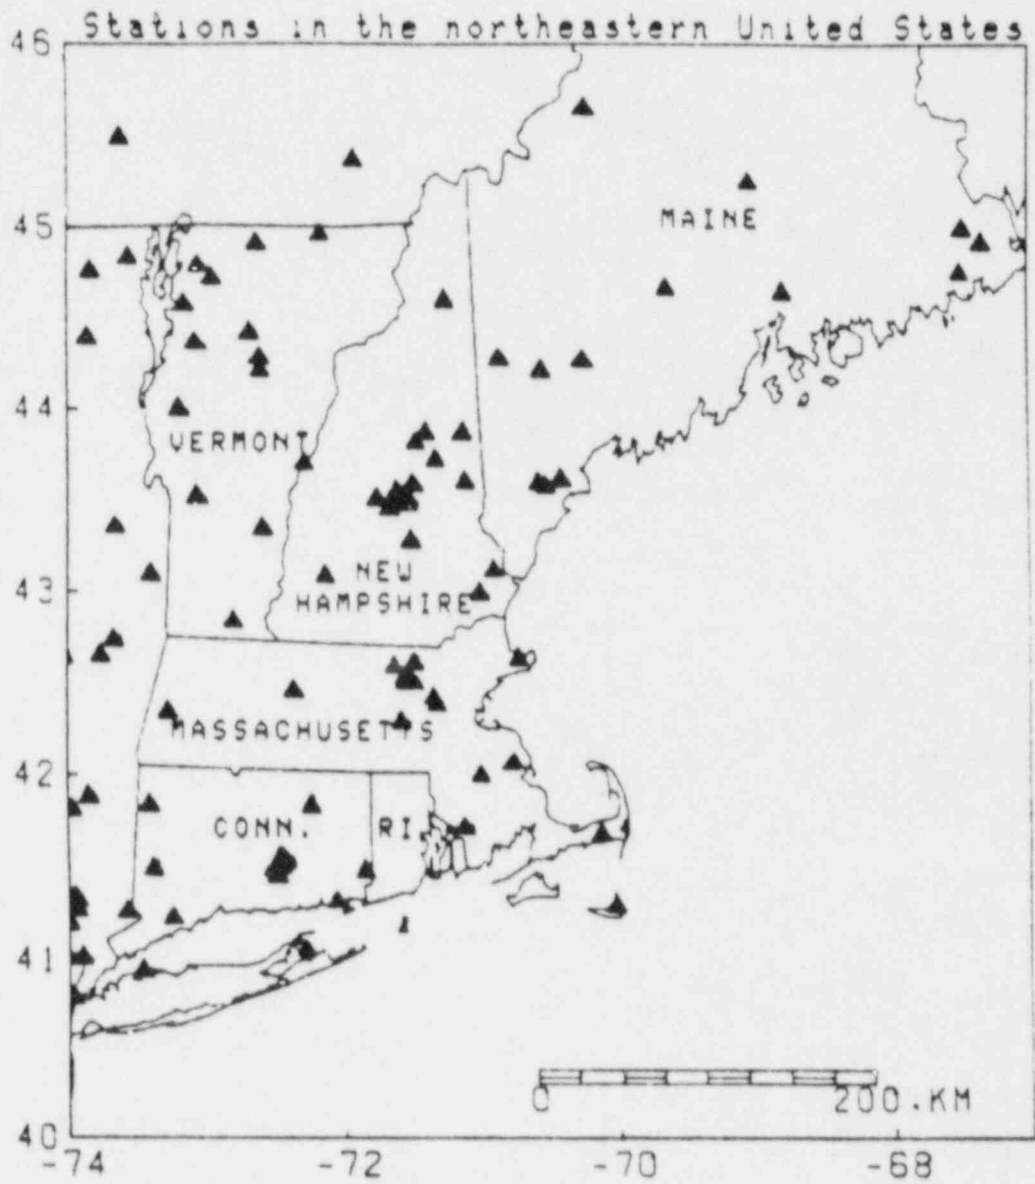 Stations in the northeastern United States
46
45
MAINE
44
VERMONT
43
NEW
HAMPSHIRE
MASSACHUSETTS
42
CONN.
RI.
41
0
200.KM
40
-74
-72
-70
-68